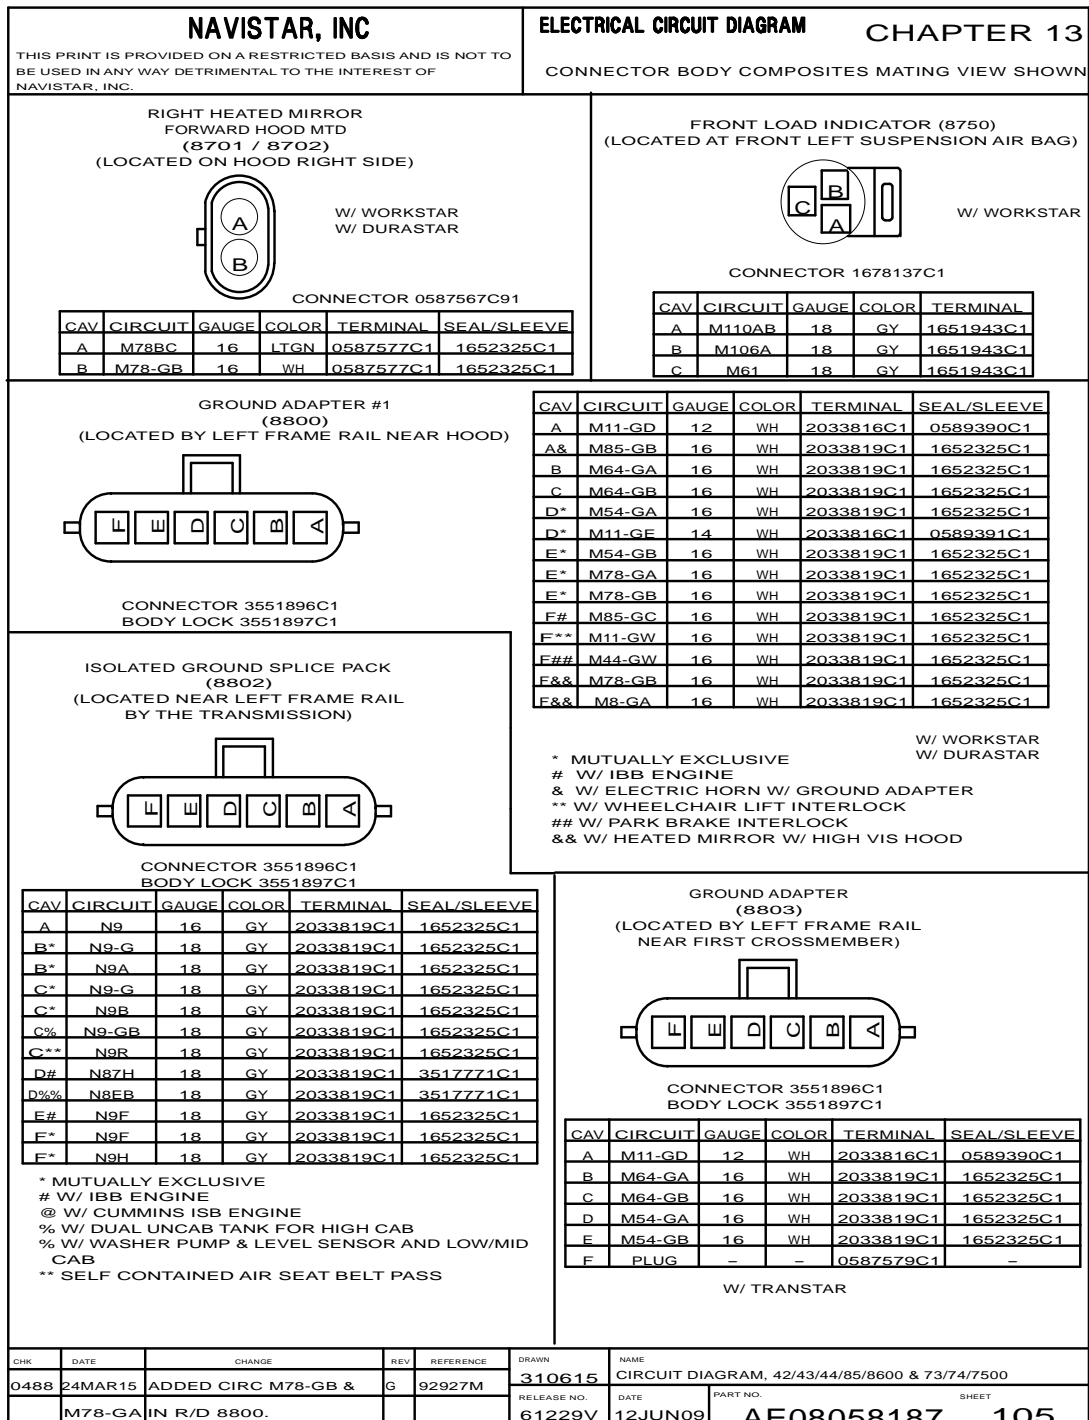 NAVISTAR, INC
THIS PRINT IS PROVIDED ON A RESTRICTED BASIS AND IS NOT TO
BE USED IN ANY WAY DETRIMENTAL TO THE INTEREST OF
NAVISTAR, INC.
ELECTRICAL CIRCUIT DIAGRAM CHAPTER 13
CONNECTOR BODY COMPOSITES MATING VIEW SHOWN
RIGHT HEATED MIRROR
FORWARD HOOD MTD
(8701 / 8702)
(LOCATED ON HOOD RIGHT SIDE)
A
B
W/ WORKSTAR
W/ DURASTAR
CONNECTOR 0587567C91
CAV CIRCUIT GAUGE COLOR TERMINAL SEAL/SLEEVE
A M78BC 16 LTGN 0587577C1 1652325C1
B M78-GB 16 WH 0587577C1 1652325C1
FRONT LOAD INDICATOR (8750)
(LOCATED AT FRONT LEFT SUSPENSION AIR BAG)
B
C
A
W/ WORKSTAR
CONNECTOR 1678137C1
CAV CIRCUIT GAUGE COLOR TERMINAL
A M110AB 18 GY 1651943C1
B M106A 18 GY 1651943C1
C M61 18 GY 1651943C1
GROUND ADAPTER #1
(8800)
(LOCATED BY LEFT FRAME RAIL NEAR HOOD)
F E D C B A
CONNECTOR 3551896C1
BODY LOCK 3551897C1
CAV CIRCUIT GAUGE COLOR TERMINAL SEAL/SLEEVE
A M11-GD 12 WH 2033816C1 0589390C1
A& M85-GB 16 WH 2033819C1 1652325C1
B M64-GA 16 WH 2033819C1 1652325C1
C M64-GB 16 WH 2033819C1 1652325C1
D* M54-GA 16 WH 2033819C1 1652325C1
D* M11-GE 14 WH 2033816C1 0589391C1
E* M54-GB 16 WH 2033819C1 1652325C1
E* M78-GA 16 WH 2033819C1 1652325C1
E* M78-GB 16 WH 2033819C1 1652325C1
F# M85-GC 16 WH 2033819C1 1652325C1
F** M11-GW 16 WH 2033819C1 1652325C1
F## M44-GW 16 WH 2033819C1 1652325C1
F&& M78-GB 16 WH 2033819C1 1652325C1
F&& M8-GA 16 WH 2033819C1 1652325C1
W/ WORKSTAR
W/ DURASTAR
* MUTUALLY EXCLUSIVE
# W/ IBB ENGINE
& W/ ELECTRIC HORN W/ GROUND ADAPTER
** W/ WHEELCHAIR LIFT INTERLOCK
## W/ PARK BRAKE INTERLOCK
&& W/ HEATED MIRROR W/ HIGH VIS HOOD
ISOLATED GROUND SPLICE PACK
(8802)
(LOCATED NEAR LEFT FRAME RAIL
BY THE TRANSMISSION)
F E D C B A
CONNECTOR 3551896C1
BODY LOCK 3551897C1
CAV CIRCUIT GAUGE COLOR TERMINAL SEAL/SLEEVE
A N9 16 GY 2033819C1 1652325C1
B* N9-G 18 GY 2033819C1 1652325C1
B* N9A 18 GY 2033819C1 1652325C1
C* N9-G 18 GY 2033819C1 1652325C1
C* N9B 18 GY 2033819C1 1652325C1
C% N9-GB 18 GY 2033819C1 1652325C1
C** N9R 18 GY 2033819C1 1652325C1
D# N87H 18 GY 2033819C1 3517771C1
D%% N8EB 18 GY 2033819C1 3517771C1
E# N9F 18 GY 2033819C1 1652325C1
F* N9F 18 GY 2033819C1 1652325C1
F* N9H 18 GY 2033819C1 1652325C1
* MUTUALLY EXCLUSIVE
# W/ IBB ENGINE
@ W/ CUMMINS ISB ENGINE
% W/ DUAL UNCAB TANK FOR HIGH CAB
% W/ WASHER PUMP & LEVEL SENSOR AND LOW/MID
CAB
** SELF CONTAINED AIR SEAT BELT PASS
GROUND ADAPTER
(8803)
(LOCATED BY LEFT FRAME RAIL
NEAR FIRST CROSSMEMBER)
F E D C B A
CONNECTOR 3551896C1
BODY LOCK 3551897C1
CAV CIRCUIT GAUGE COLOR TERMINAL SEAL/SLEEVE
A M11-GD 12 WH 2033816C1 0589390C1
B M64-GA 16 WH 2033819C1 1652325C1
C M64-GB 16 WH 2033819C1 1652325C1
D M54-GA 16 WH 2033819C1 1652325C1
E M54-GB 16 WH 2033819C1 1652325C1
F PLUG – – 0587579C1 –
W/ TRANSTAR
CHK DATE CHANGE REV REFERENCE
0488 24MAR15 ADDED CIRC M78-GB & G 92927M
M78-GA IN R/D 8800.
DRAWN
310615
NAME
CIRCUIT DIAGRAM, 42/43/44/85/8600 & 73/74/7500
RELEASE NO. DATE PART NO. SHEET
61229V 12JUN09 AE08058187 105